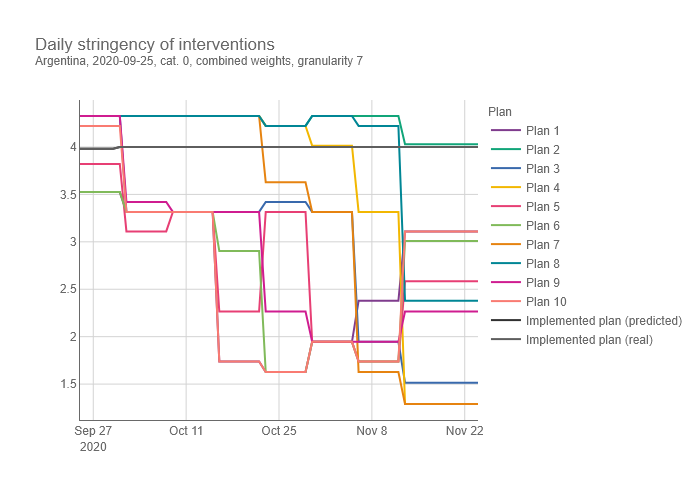 Daily stringency of interventions
Argentina, 2020-09-25, cat. 0, combined weights, granularity 7
Plan
Plan 1
Plan 2
Plan 3
Plan 4
Plan 5
Plan 6
Plan 7
Plan 8
Plan 9
Plan 10
Implemented plan (predicted)
Implemented plan (real)
4
3.5
3
2.5
2
1.5
Sep 27 Oct 11 Oct 25 Nov 8 Nov 22
2020